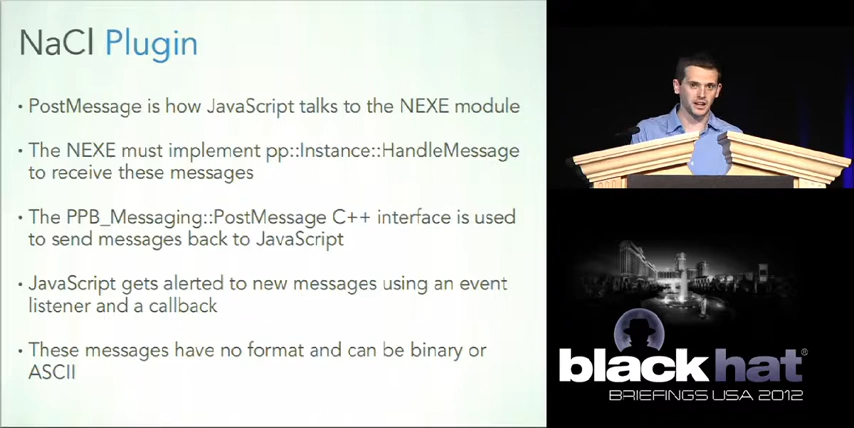 NaCl Plugin
• PostMessage is how JavaScript talks to the NEXE module
• The NEXE must implement pp::Instance::HandleMessage
to receive these messages
• The PPB_Messaging::PostMessage C++ interface is used
to send messages back to JavaScript
• JavaScript gets alerted to new messages using an event
listener and a callback
• These messages have no format and can be binary or
ASCII
blackhat®
BRIEFINGS USA 2012